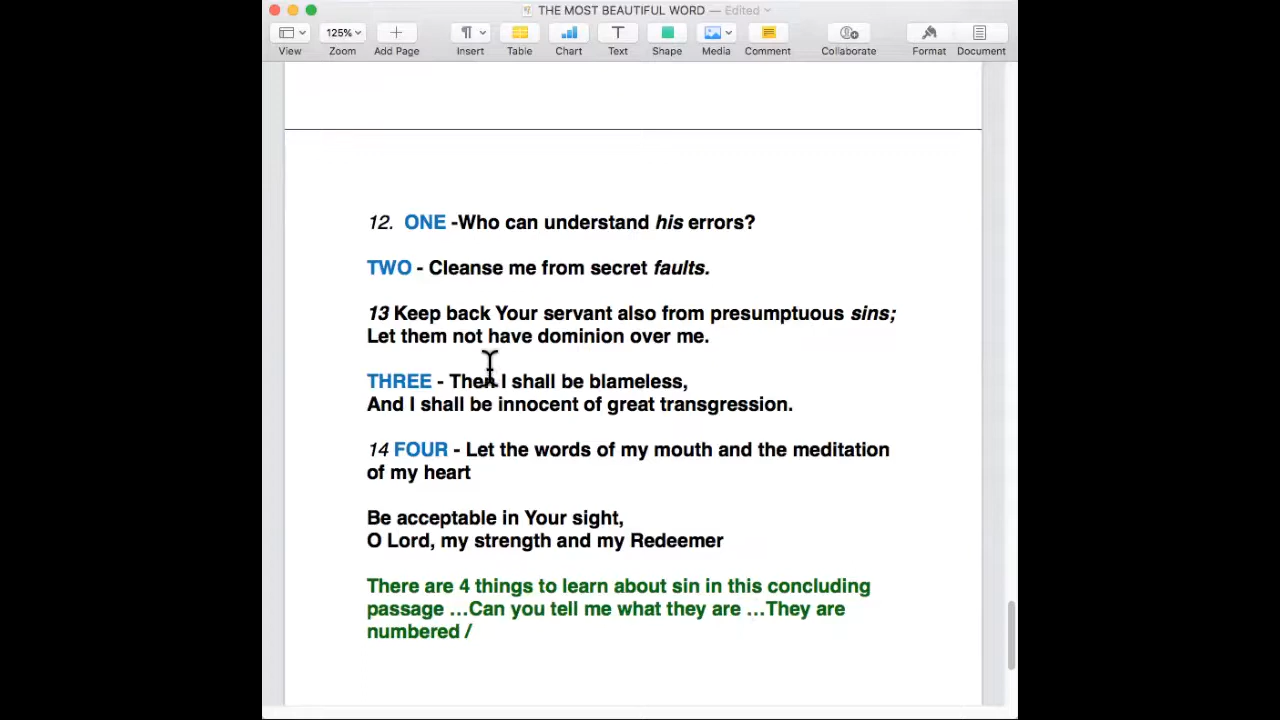 THE MOST BEAUTIFUL WORD — Edited
125%
View Zoom Add Page Insert Table Chart Text Shape Media Comment Collaborate Format Document
12. ONE -Who can understand his errors?
TWO - Cleanse me from secret faults.
13 Keep back Your servant also from presumptuous sins;
Let them not have dominion over me.
THREE - Then I shall be blameless,
And I shall be innocent of great transgression.
14 FOUR - Let the words of my mouth and the meditation
of my heart
Be acceptable in Your sight,
O Lord, my strength and my Redeemer
There are 4 things to learn about sin in this concluding
passage …Can you tell me what they are …They are
numbered /